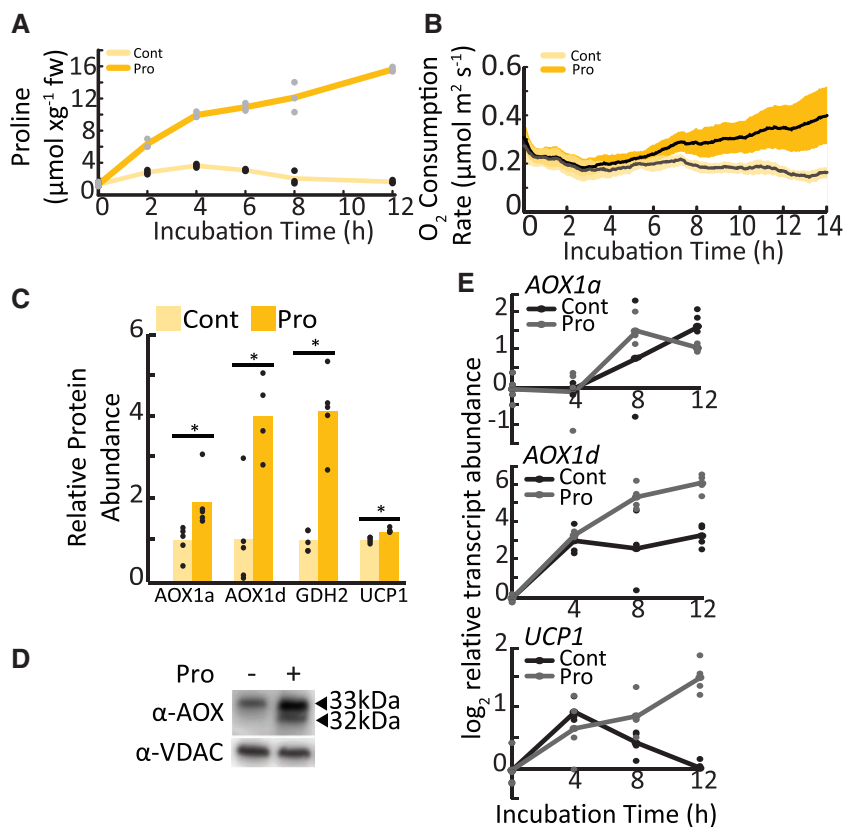 A
Cont
Pro
Proline
(µmol xg⁻¹ fw)
16
12
8
4
0
0 2 4 6 8 10 12
Incubation Time (h)
B
Cont
Pro
O₂ Consumption
Rate (µmol m² s⁻¹)
0.6
0.4
0.2
0
0 2 4 6 8 10 12 14
Incubation Time (h)
C
Cont Pro
Relative Protein
Abundance
6
4
2
0
* * * *
AOX1a AOX1d GDH2 UCP1
D
Pro - +
α-AOX
33kDa
32kDa
α-VDAC
E
log₂ relative transcript abundance
AOX1a
Cont
Pro
2
1
0
-1
4 8 12
AOX1d
Cont
Pro
6
4
2
0
4 8 12
UCP1
Cont
Pro
2
1
0
4 8 12
Incubation Time (h)